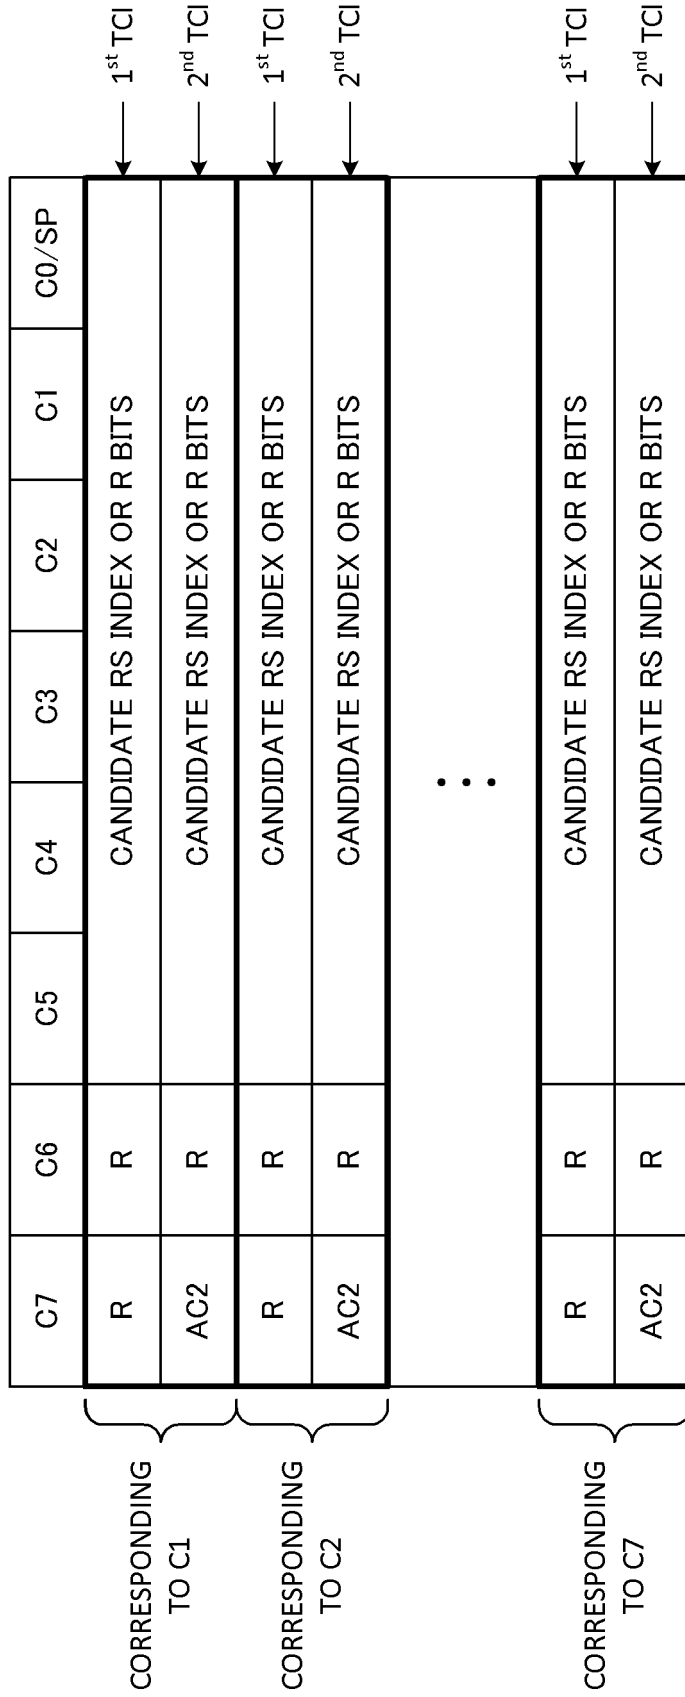 C7 C6 C5 C4 C3 C2 C1 C0/SP
CORRESPONDING
TO C1
R R CANDIDATE RS INDEX OR R BITS 1st TCI
AC2 R CANDIDATE RS INDEX OR R BITS 2nd TCI
CORRESPONDING
TO C2
R R CANDIDATE RS INDEX OR R BITS 1st TCI
AC2 R CANDIDATE RS INDEX OR R BITS 2nd TCI
...
CORRESPONDING
TO C7
R R CANDIDATE RS INDEX OR R BITS 1st TCI
AC2 R CANDIDATE RS INDEX OR R BITS 2nd TCI